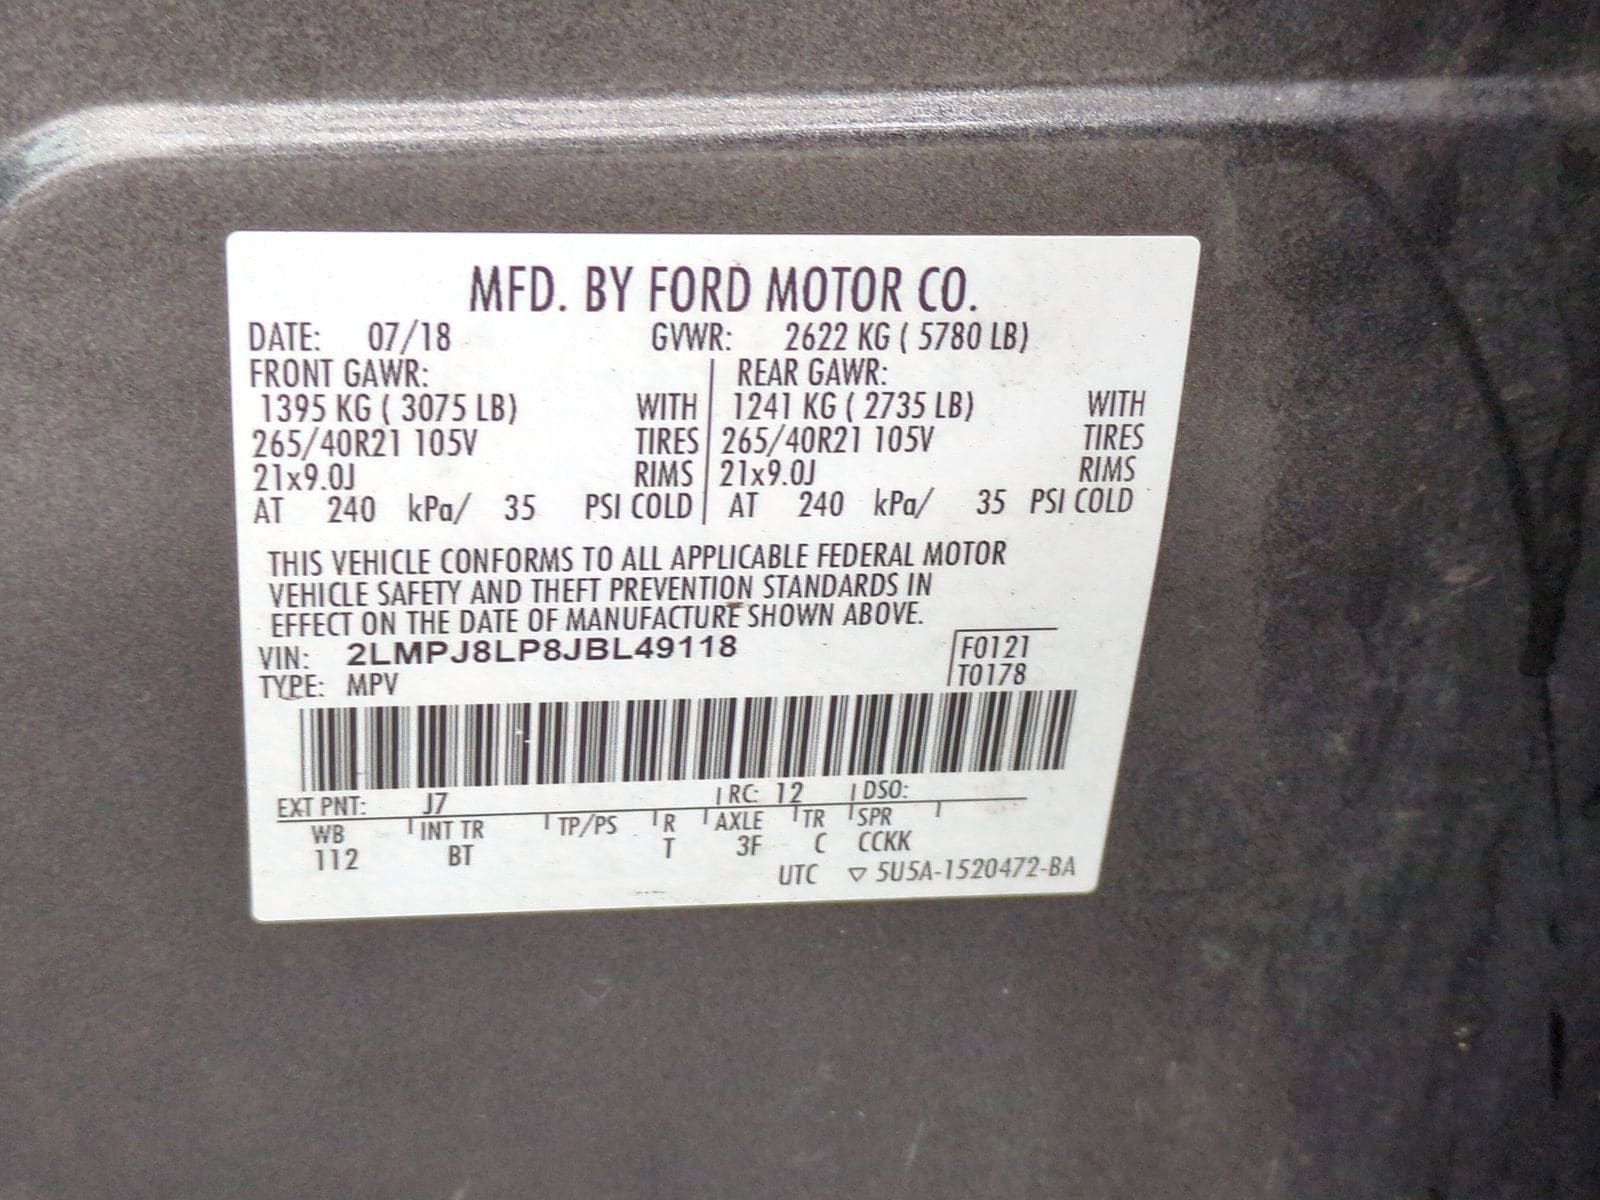 MFD. BY FORD MOTOR CO.
DATE: 07/18 GVWR: 2622 KG ( 5780 LB)
FRONT GAWR: REAR GAWR:
1395 KG ( 3075 LB) WITH 1241 KG ( 2735 LB) WITH
265/40R21 105V TIRES 265/40R21 105V TIRES
21x9.0J RIMS 21x9.0J RIMS
AT 240 kPa/ 35 PSI COLD AT 240 kPa/ 35 PSI COLD
THIS VEHICLE CONFORMS TO ALL APPLICABLE FEDERAL MOTOR
VEHICLE SAFETY AND THEFT PREVENTION STANDARDS IN
EFFECT ON THE DATE OF MANUFACTURE SHOWN ABOVE.
VIN: 2LMPJ8LP8JBL49118 F0121
TYPE: MPV T0178
EXT PNT: J7 RC: 12 DSO:
WB INT TR TP/PS R AXLE TR SPR
112 BT T 3F C CCKK
UTC ▽ 5U5A-1520472-BA